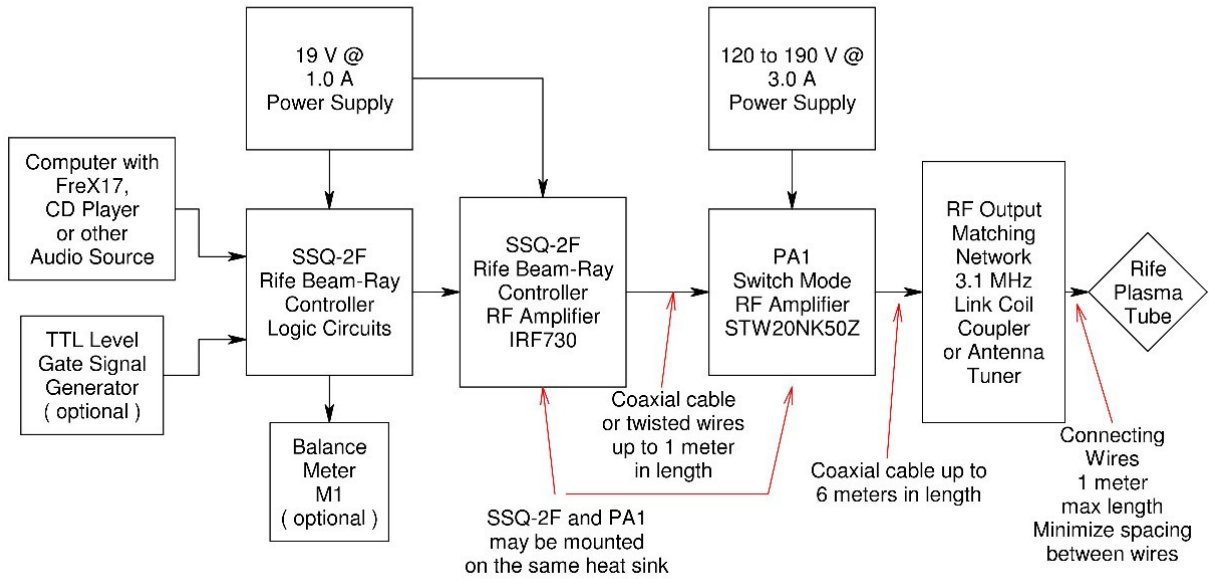 19 V @
1.0 A
Power Supply
120 to 190 V @
3.0 A
Power Supply
Computer with
FreX17,
CD Player
or other
Audio Source
SSQ-2F
Rife Beam-Ray
Controller
Logic Circuits
SSQ-2F
Rife Beam-Ray
Controller
RF Amplifier
IRF730
PA1
Switch Mode
RF Amplifier
STW20NK50Z
RF Output
Matching
Network
3.1 MHz
Link Coil
Coupler
or Antenna
Tuner
Rife
Plasma
Tube
TTL Level
Gate Signal
Generator
( optional )
Balance
Meter
M1
( optional )
Coaxial cable
or twisted wires
up to 1 meter
in length
SSQ-2F and PA1
may be mounted
on the same heat sink
Coaxial cable up to
6 meters in length
Connecting
Wires
1 meter
max length
Minimize spacing
between wires